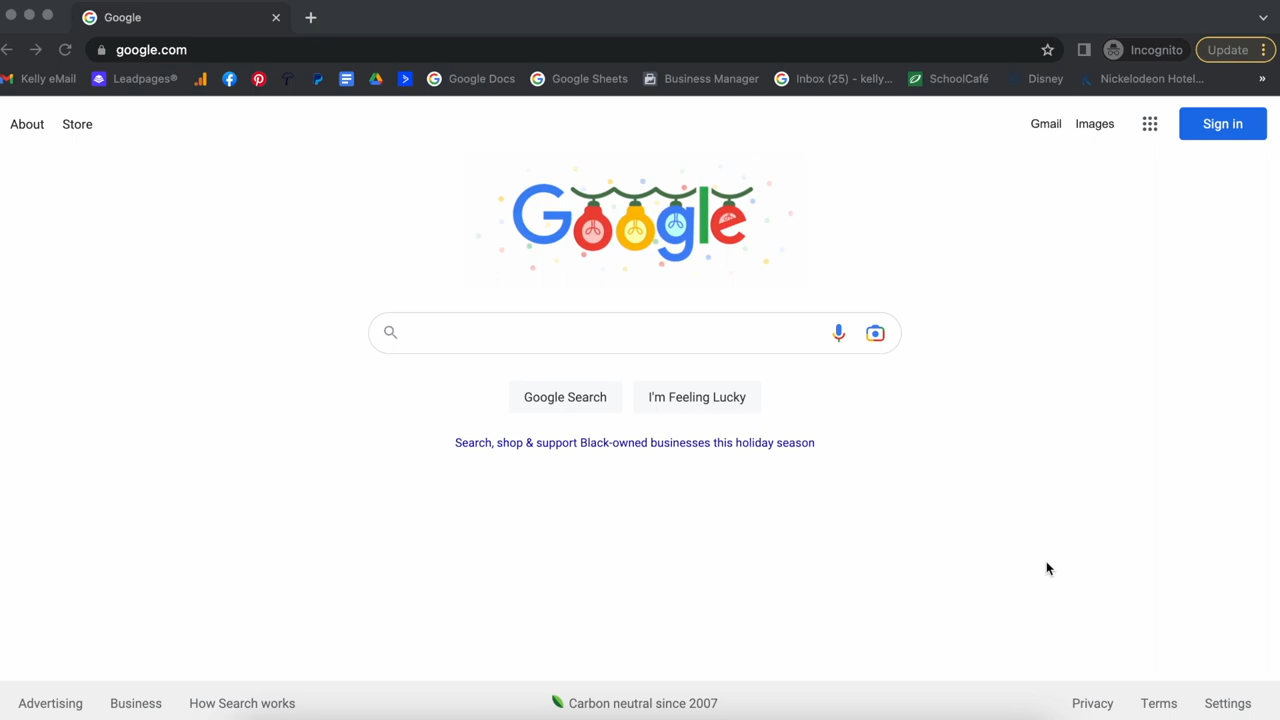 Google
google.com
Incognito
Update
Kelly eMail
Leadpages®
Google Docs
Google Sheets
Business Manager
Inbox (25) - kelly...
SchoolCafé
Disney
Nickelodeon Hotel...
»
About
Store
Gmail
Images
Sign in
Google
Google Search
I'm Feeling Lucky
Search, shop & support Black-owned businesses this holiday season
Advertising
Business
How Search works
Carbon neutral since 2007
Privacy
Terms
Settings